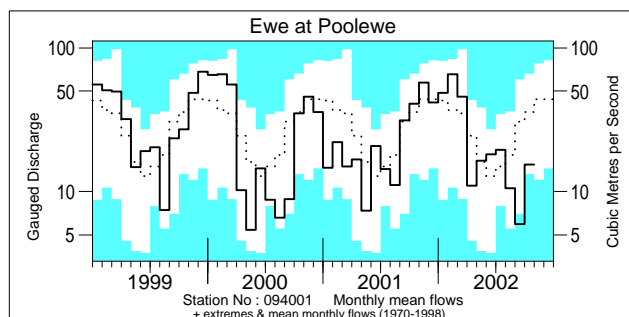 Ewe at Poolewe
100
50
10
5
Gauged Discharge
100
50
10
5
Cubic Metres per Second
1999 2000 2001 2002
Station No : 094001 Monthly mean flows
+ extremes & mean monthly flows (1970-1998)